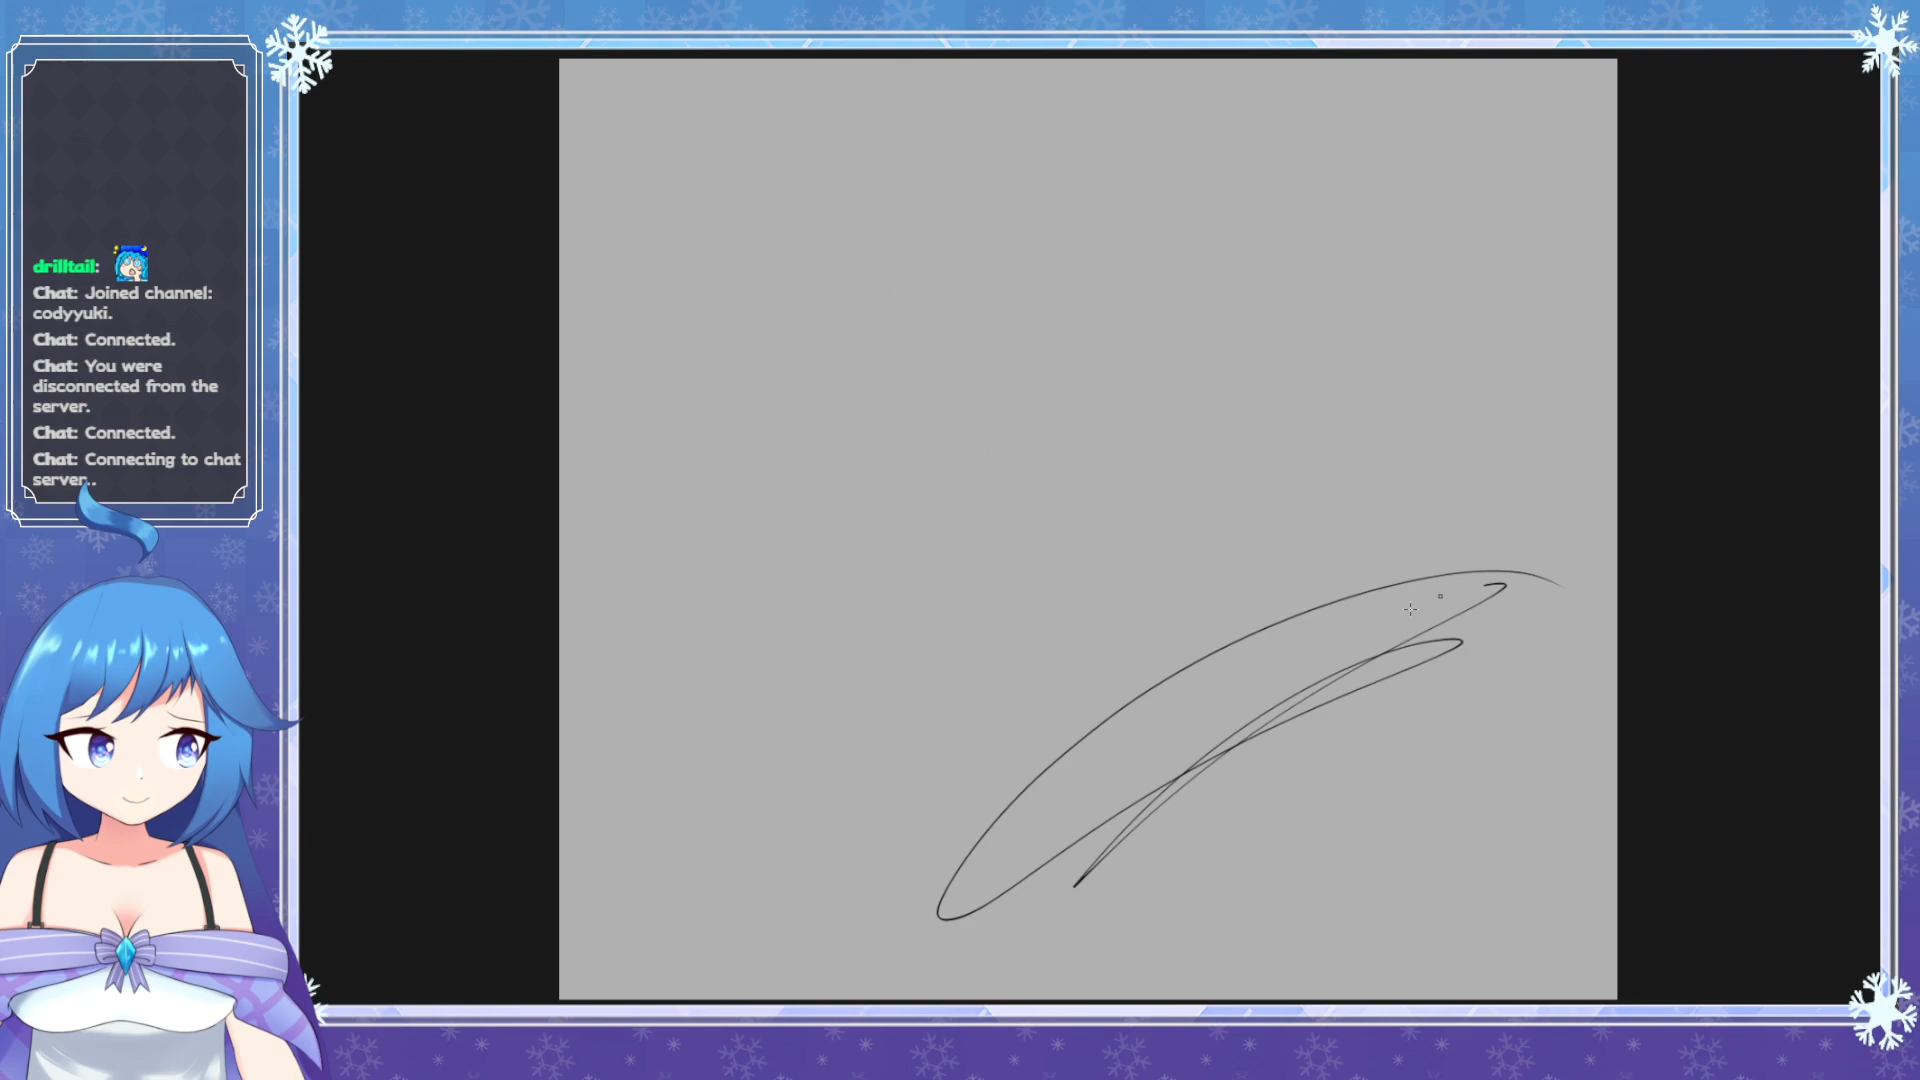 drilltail:
Chat: Joined channel:
codyyuki.
Chat: Connected.
Chat: You were
disconnected from the
server.
Chat: Connected.
Chat: Connecting to chat
server..